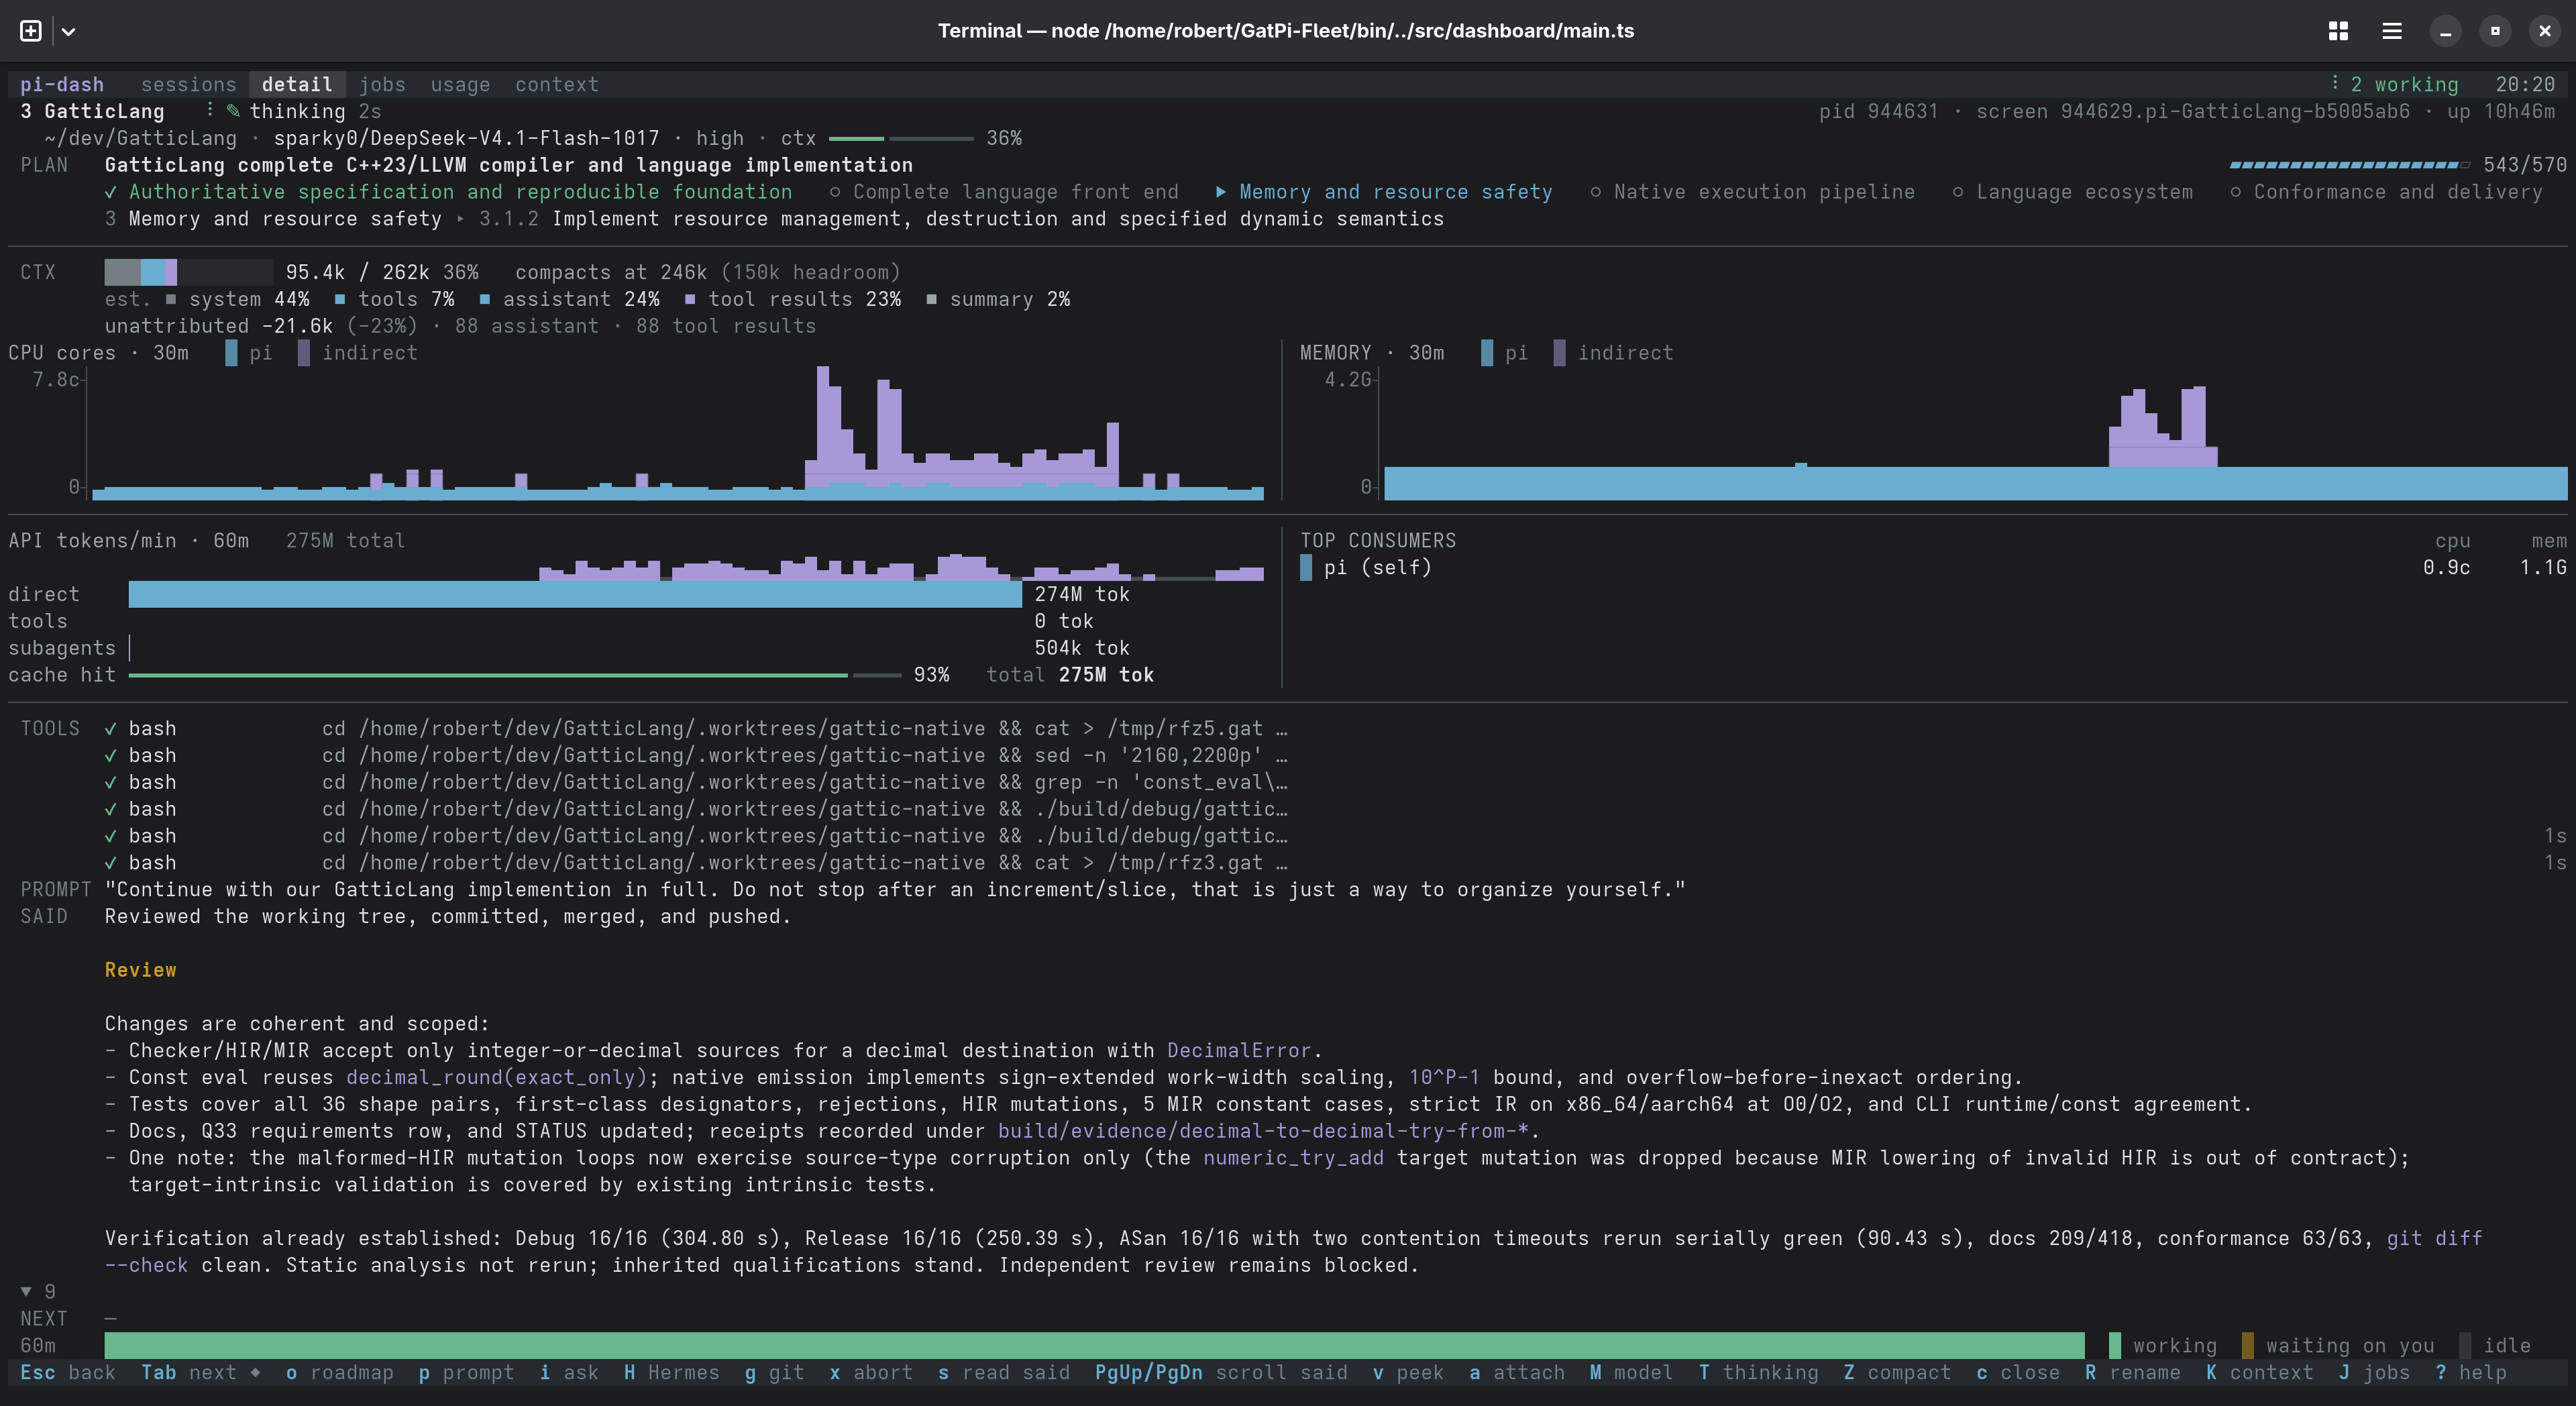 Terminal — node /home/robert/GatPi-Fleet/bin/../src/dashboard/main.ts
pi-dash sessions detail jobs usage context ⋮ 2 working 20:20
3 GatticLang ⋮ ✎ thinking 2s pid 944631 · screen 944629.pi-GatticLang-b5005ab6 · up 10h46m
~/dev/GatticLang · sparky0/DeepSeek-V4.1-Flash-1017 · high · ctx 36%
PLAN GatticLang complete C++23/LLVM compiler and language implementation 543/570
✓ Authoritative specification and reproducible foundation ○ Complete language front end ▶ Memory and resource safety ○ Native execution pipeline ○ Language ecosystem ○ Conformance and delivery
3 Memory and resource safety ‣ 3.1.2 Implement resource management, destruction and specified dynamic semantics
CTX 95.4k / 262k 36% compacts at 246k (150k headroom)
est. ■ system 44% ■ tools 7% ■ assistant 24% ■ tool results 23% ■ summary 2%
unattributed −21.6k (−23%) · 88 assistant · 88 tool results
CPU cores · 30m pi indirect
7.8c
0
MEMORY · 30m pi indirect
4.2G
0
API tokens/min · 60m 275M total
direct 274M tok
tools 0 tok
subagents 504k tok
cache hit 93% total 275M tok
TOP CONSUMERS cpu mem
pi (self) 0.9c 1.1G
TOOLS ✓ bash cd /home/robert/dev/GatticLang/.worktrees/gattic-native && cat > /tmp/rfz5.gat …
✓ bash cd /home/robert/dev/GatticLang/.worktrees/gattic-native && sed -n '2160,2200p' …
✓ bash cd /home/robert/dev/GatticLang/.worktrees/gattic-native && grep -n 'const_eval\…
✓ bash cd /home/robert/dev/GatticLang/.worktrees/gattic-native && ./build/debug/gattic…
✓ bash cd /home/robert/dev/GatticLang/.worktrees/gattic-native && ./build/debug/gattic… 1s
✓ bash cd /home/robert/dev/GatticLang/.worktrees/gattic-native && cat > /tmp/rfz3.gat … 1s
PROMPT "Continue with our GatticLang implemention in full. Do not stop after an increment/slice, that is just a way to organize yourself."
SAID Reviewed the working tree, committed, merged, and pushed.
Review
Changes are coherent and scoped:
- Checker/HIR/MIR accept only integer-or-decimal sources for a decimal destination with DecimalError.
- Const eval reuses decimal_round(exact_only); native emission implements sign-extended work-width scaling, 10^P-1 bound, and overflow-before-inexact ordering.
- Tests cover all 36 shape pairs, first-class designators, rejections, HIR mutations, 5 MIR constant cases, strict IR on x86_64/aarch64 at O0/O2, and CLI runtime/const agreement.
- Docs, Q33 requirements row, and STATUS updated; receipts recorded under build/evidence/decimal-to-decimal-try-from-*.
- One note: the malformed-HIR mutation loops now exercise source-type corruption only (the numeric_try_add target mutation was dropped because MIR lowering of invalid HIR is out of contract);
target-intrinsic validation is covered by existing intrinsic tests.
Verification already established: Debug 16/16 (304.80 s), Release 16/16 (250.39 s), ASan 16/16 with two contention timeouts rerun serially green (90.43 s), docs 209/418, conformance 63/63, git diff
--check clean. Static analysis not rerun; inherited qualifications stand. Independent review remains blocked.
▼ 9
NEXT —
60m working waiting on you idle
Esc back Tab next ◆ o roadmap p prompt i ask H Hermes g git x abort s read said PgUp/PgDn scroll said v peek a attach M model T thinking Z compact c close R rename K context J jobs ? help